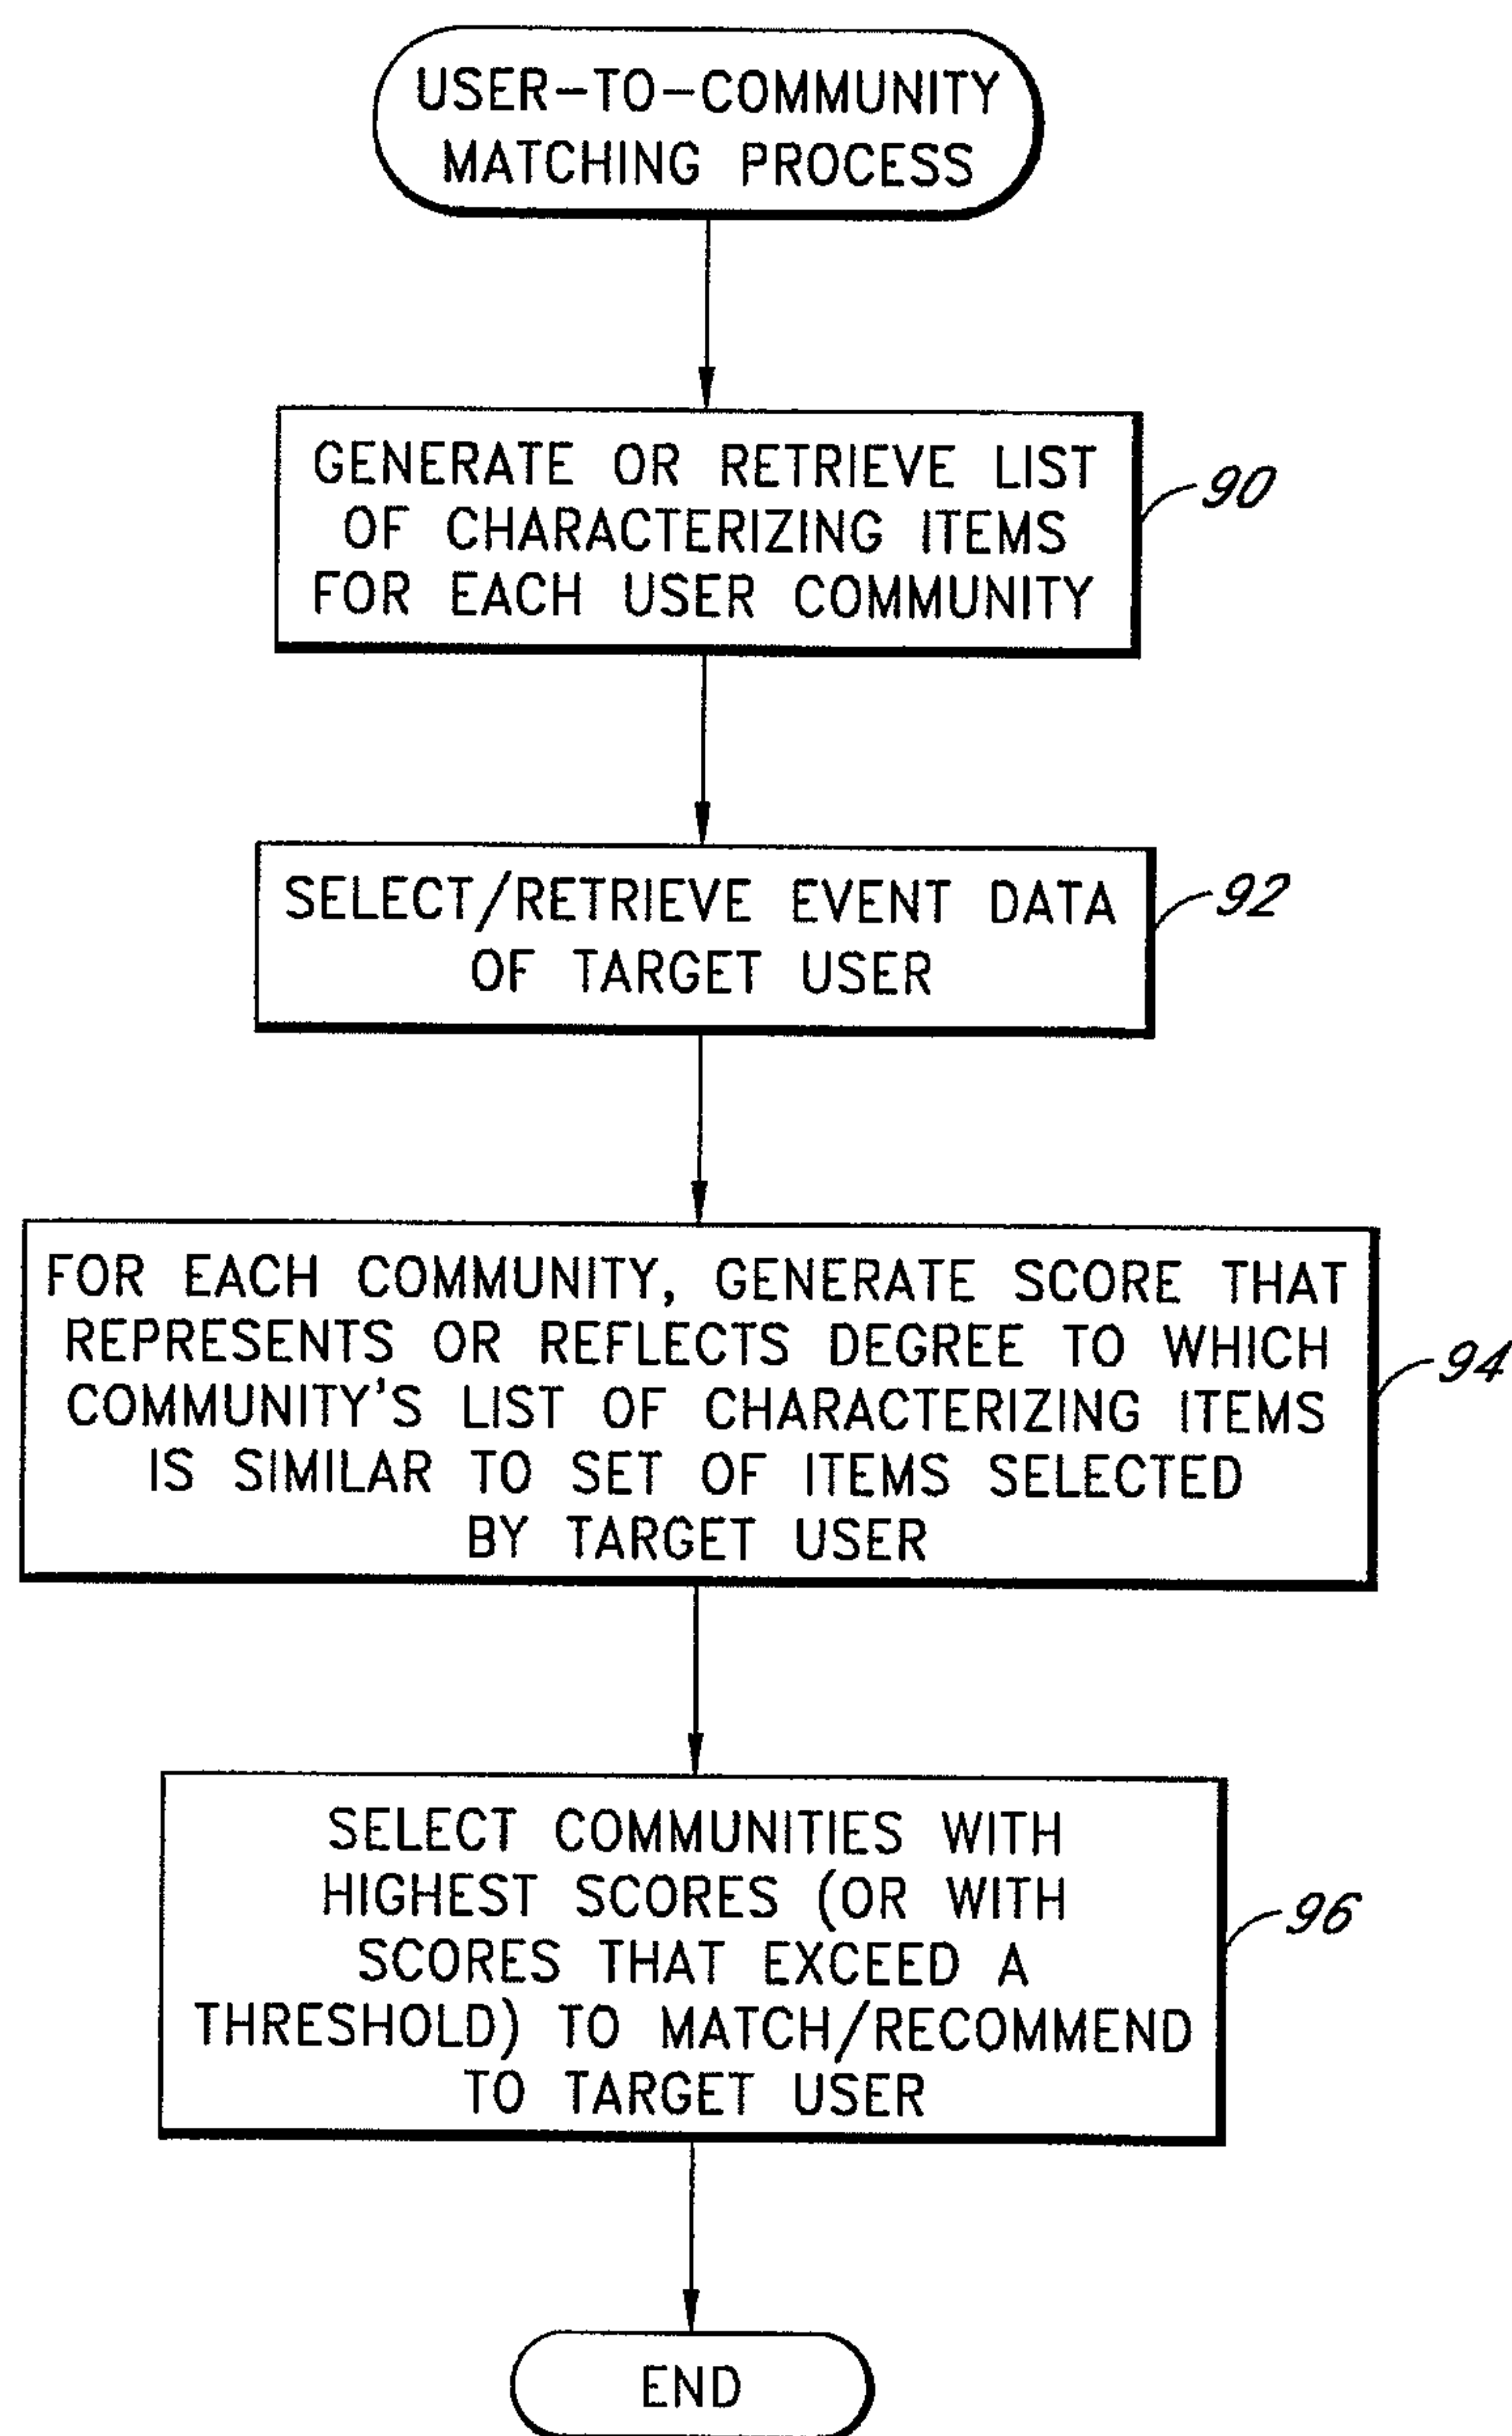 USER-TO-COMMUNITY
MATCHING PROCESS
GENERATE OR RETRIEVE LIST
OF CHARACTERIZING ITEMS
FOR EACH USER COMMUNITY
90
SELECT/RETRIEVE EVENT DATA
OF TARGET USER
92
FOR EACH COMMUNITY, GENERATE SCORE THAT
REPRESENTS OR REFLECTS DEGREE TO WHICH
COMMUNITY'S LIST OF CHARACTERIZING ITEMS
IS SIMILAR TO SET OF ITEMS SELECTED
BY TARGET USER
94
SELECT COMMUNITIES WITH
HIGHEST SCORES (OR WITH
SCORES THAT EXCEED A
THRESHOLD) TO MATCH/RECOMMEND
TO TARGET USER
96
END